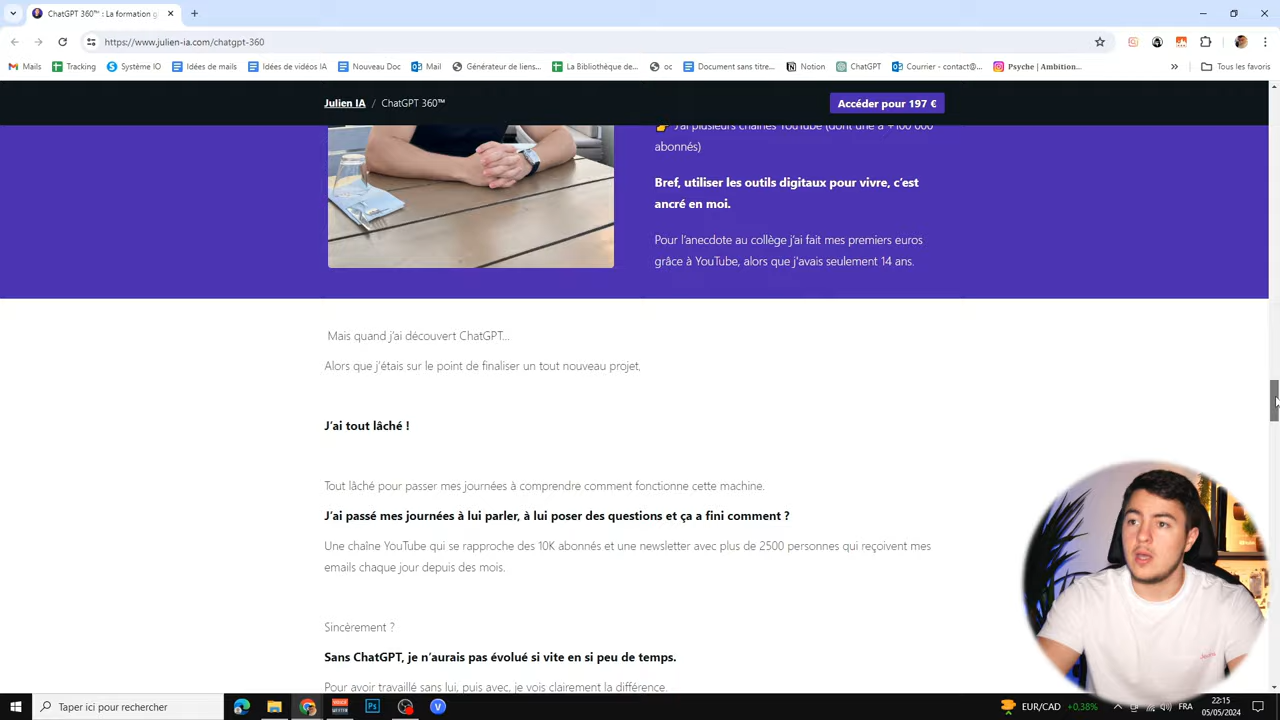 ChatGPT 360™ : La formation
https://www.julien-ia.com/chatgpt-360
Mails
Tracking
Système IO
Idées de mails
Idées de vidéos IA
Nouveau Doc
Mail
Générateur de liens...
La Bibliothèque de...
oc
Document sans titre...
Notion
ChatGPT
Courrier - contact@...
Psyche | Ambition...
»
Tous les favoris
Julien IA / ChatGPT 360™
Accéder pour 197 €
J'ai plusieurs chaînes YouTube (dont une à +100 000
abonnés)
Bref, utiliser les outils digitaux pour vivre, c'est
ancré en moi.
Pour l'anecdote au collège j'ai fait mes premiers euros
grâce à YouTube, alors que j'avais seulement 14 ans.
Mais quand j'ai découvert ChatGPT...
Alors que j'étais sur le point de finaliser un tout nouveau projet,
J'ai tout lâché !
Tout lâché pour passer mes journées à comprendre comment fonctionne cette machine.
J'ai passé mes journées à lui parler, à lui poser des questions et ça a fini comment ?
Une chaîne YouTube qui se rapproche des 10K abonnés et une newsletter avec plus de 2500 personnes qui reçoivent mes
emails chaque jour depuis des mois.
Sincèrement ?
Sans ChatGPT, je n'aurais pas évolué si vite en si peu de temps.
Pour avoir travaillé sans lui, puis avec, je vois clairement la différence.
Taper ici pour rechercher
EUR/CAD
+0,38%
FRA
22:15
05/05/2024